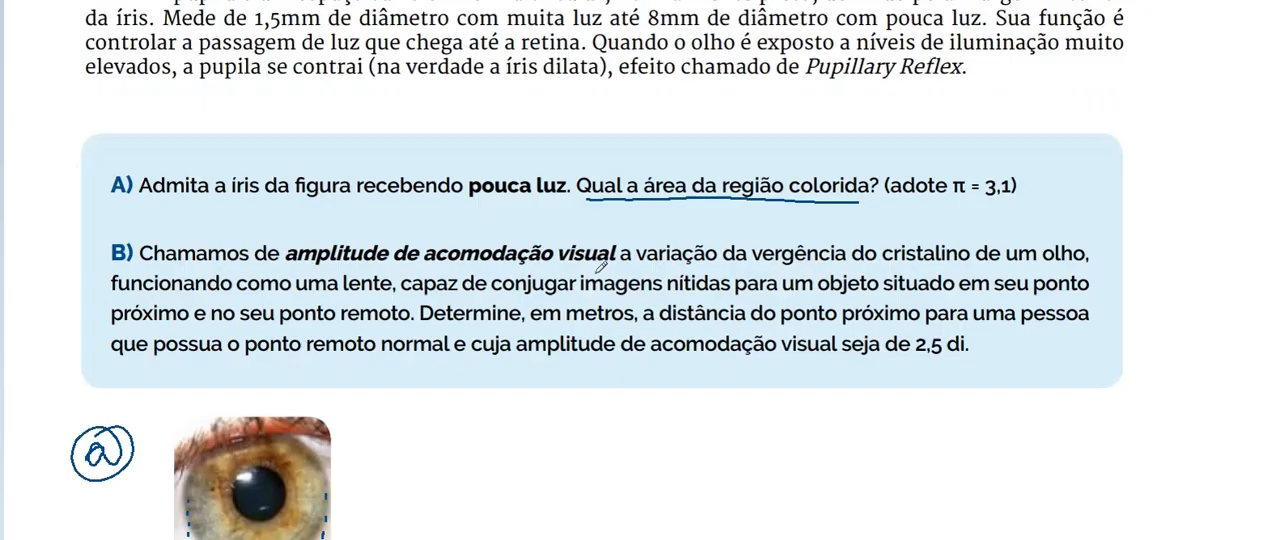 da íris. Mede de 1,5mm de diâmetro com muita luz até 8mm de diâmetro com pouca luz. Sua função é
controlar a passagem de luz que chega até a retina. Quando o olho é exposto a níveis de iluminação muito
elevados, a pupila se contrai (na verdade a íris dilata), efeito chamado de Pupillary Reflex.
A) Admita a íris da figura recebendo pouca luz. Qual a área da região colorida? (adote π = 3,1)
B) Chamamos de amplitude de acomodação visual a variação da vergência do cristalino de um olho,
funcionando como uma lente, capaz de conjugar imagens nítidas para um objeto situado em seu ponto
próximo e no seu ponto remoto. Determine, em metros, a distância do ponto próximo para uma pessoa
que possua o ponto remoto normal e cuja amplitude de acomodação visual seja de 2,5 di.
a